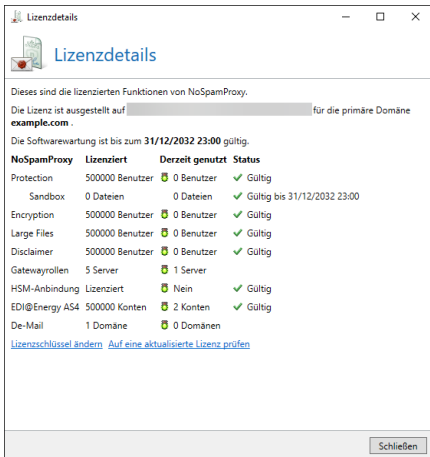 Lizenzdetails
Lizenzdetails
Dieses sind die lizenzierten Funktionen von NoSpamProxy.
Die Lizenz ist ausgestellt auf für die primäre Domäne
example.com .
Die Softwarewartung ist bis zum 31/12/2032 23:00 gültig.
NoSpamProxy Lizenziert Derzeit genutzt Status
Protection 500000 Benutzer 0 Benutzer Gültig
Sandbox 0 Dateien 0 Dateien Gültig bis 31/12/2032 23:00
Encryption 500000 Benutzer 0 Benutzer Gültig
Large Files 500000 Benutzer 0 Benutzer Gültig
Disclaimer 500000 Benutzer 0 Benutzer Gültig
Gatewayrollen 5 Server 1 Server
HSM-Anbindung Lizenziert Nein Gültig
EDI@Energy AS4 500000 Konten 2 Konten Gültig
De-Mail 1 Domäne 0 Domänen
Lizenzschlüssel ändern Auf eine aktualisierte Lizenz prüfen
Schließen